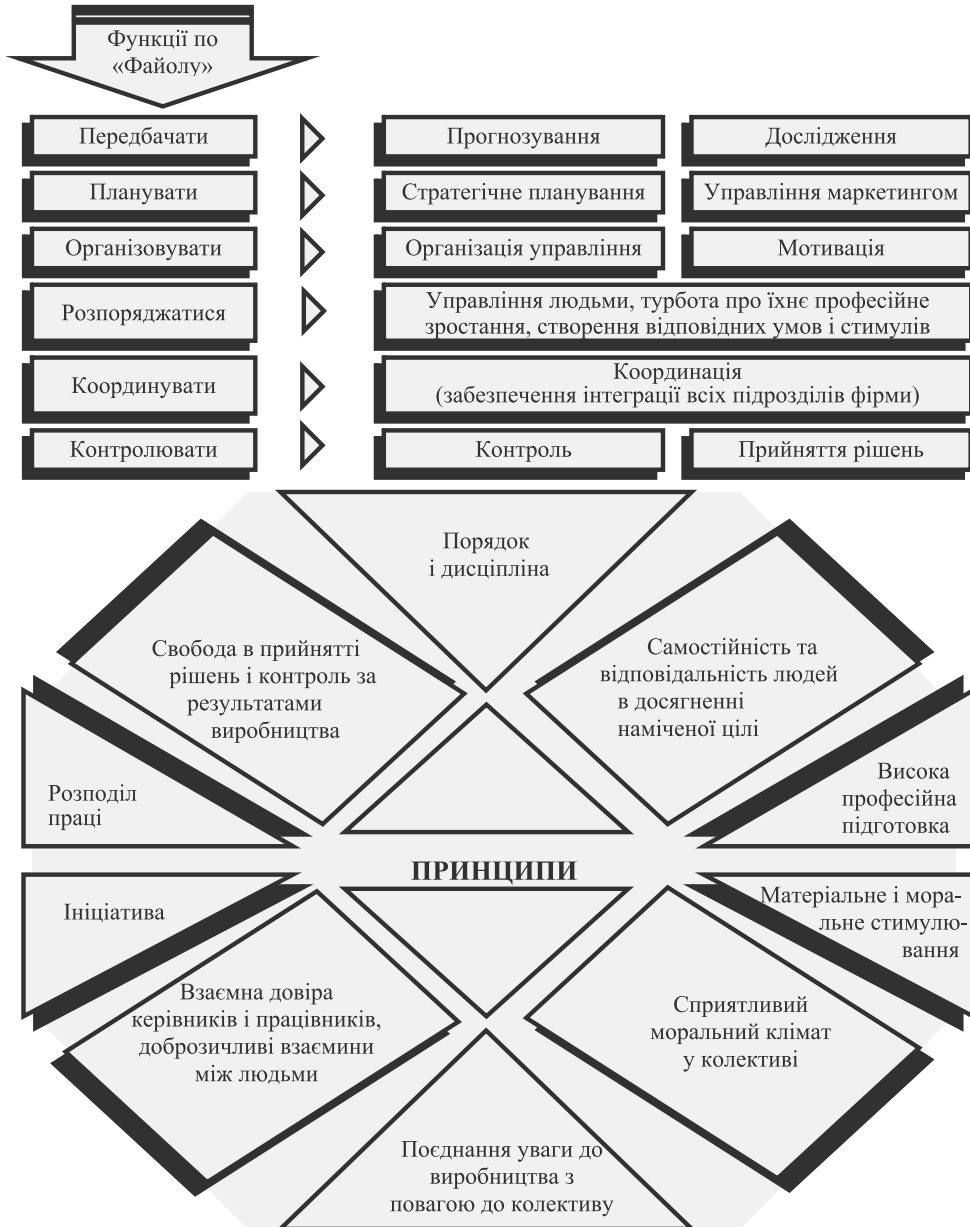 Функції по
«Файолу»
Передбачати
Прогнозування
Дослідження
Планувати
Стратегічне планування
Управління маркетингом
Організовувати
Організація управління
Мотивація
Розпоряджатися
Управління людьми, турбота про їхнє професійне
зростання, створення відповідних умов і стимулів
Координувати
Координація
(забезпечення інтеграції всіх підрозділів фірми)
Контролювати
Контроль
Прийняття рішень
Порядок
і дисципліна
Свобода в прийнятті
рішень і контроль за
результатами
виробництва
Самостійність та
відповідальність людей
в досягненні
наміченої цілі
Розподіл
праці
Висока
професійна
підготовка
ПРИНЦИПИ
Ініціатива
Матеріальне і мора-
льне стимулю-
вання
Взаємна довіра
керівників і працівників,
доброзичливі взаємини
між людьми
Сприятливий
моральний клімат
у колективі
Поєднання уваги до
виробництва з
повагою до колективу